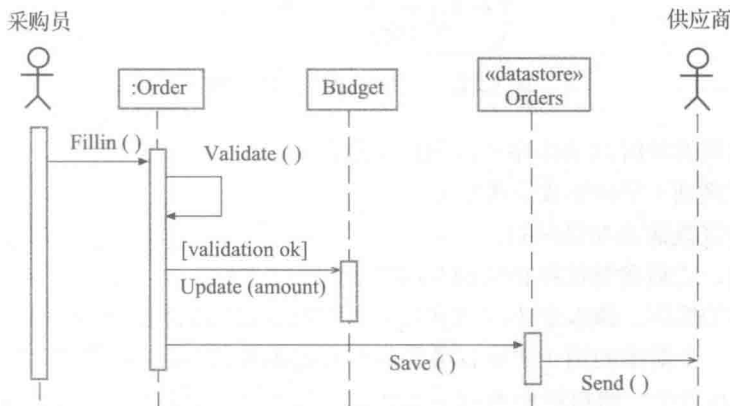 采购员
供应商
:Order
Budget
«datastore»
Orders
Fillin ( )
Validate ( )
[validation ok]
Update (amount)
Save ( )
Send ( )